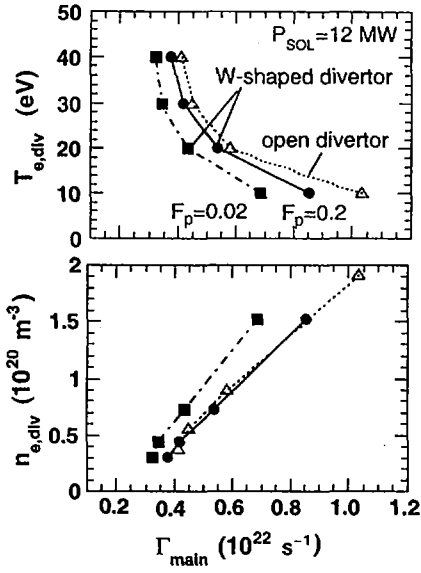 P_SOL=12 MW
50
40
30
20
10
0
T_e,div (eV)
W-shaped divertor
open divertor
F_p=0.02
F_p=0.2
2
1.5
1
0.5
0
n_e,div (10^20 m^-3)
0.2 0.4 0.6 0.8 1.0 1.2
Γ_main (10^22 s^-1)